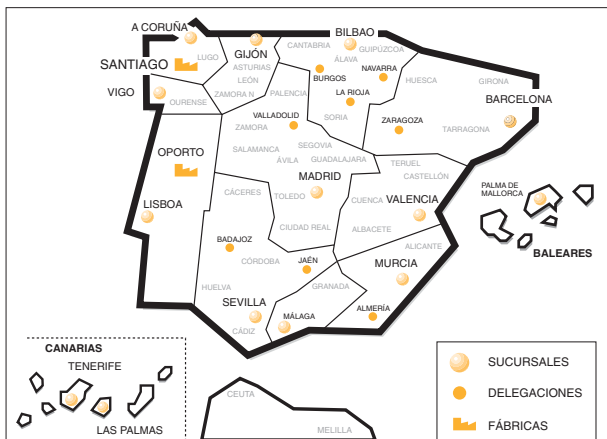 A CORUÑA
LUGO
SANTIAGO
VIGO
OURENSE
GIJÓN
ASTURIAS
LEÓN
ZAMORA N
CANTABRIA
BILBAO
GUIPÚZCOA
ÁLAVA
BURGOS
NAVARRA
PALENCIA
LA RIOJA
SORIA
HUESCA
GIRONA
BARCELONA
ZARAGOZA
TARRAGONA
VALLADOLID
ZAMORA
SEGOVIA
SALAMANCA
ÁVILA
GUADALAJARA
MADRID
TOLEDO
CÁCERES
CIUDAD REAL
TERUEL
CASTELLÓN
CUENCA
VALENCIA
ALBACETE
ALICANTE
MURCIA
OPORTO
LISBOA
BADAJOZ
CÓRDOBA
JAÉN
HUELVA
SEVILLA
CÁDIZ
GRANADA
MÁLAGA
ALMERÍA
PALMA DE
MALLORCA
BALEARES
CANARIAS
TENERIFE
LAS PALMAS
CEUTA
MELILLA
SUCURSALES
DELEGACIONES
FÁBRICAS